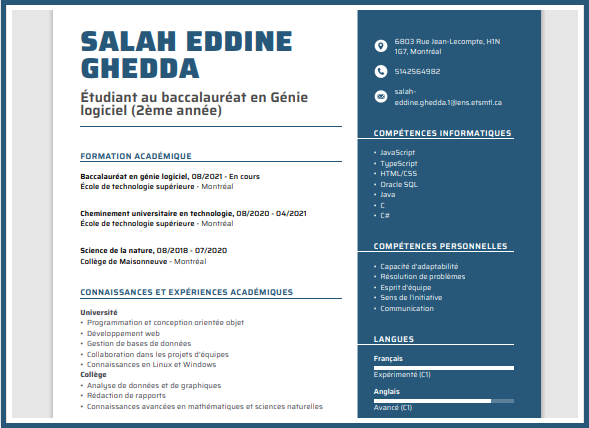 SALAH EDDINE
GHEDDA
Étudiant au baccalauréat en Génie
logiciel (2ème année)
FORMATION ACADÉMIQUE
Baccalauréat en génie logiciel, 08/2021 - En cours
École de technologie supérieure - Montréal
Cheminement universitaire en technologie, 08/2020 - 04/2021
École de technologie supérieure - Montréal
Science de la nature, 08/2018 - 07/2020
Collège de Maisonneuve - Montréal
CONNAISSANCES ET EXPÉRIENCES ACADÉMIQUES
Université
• Programmation et conception orientée objet
• Développement web
• Gestion de bases de données
• Collaboration dans les projets d'équipes
• Connaissances en Linux et Windows
Collège
• Analyse de données et de graphiques
• Rédaction de rapports
• Connaissances avancées en mathématiques et sciences naturelles
6803 Rue Jean-Lecompte, H1N
1G7, Montréal
5142564982
salah-
eddine.ghedda.1@ens.etsmtl.ca
COMPÉTENCES INFORMATIQUES
• JavaScript
• TypeScript
• HTML/CSS
• Oracle SQL
• Java
• C
• C#
COMPÉTENCES PERSONNELLES
• Capacité d'adaptabilité
• Résolution de problèmes
• Esprit d'équipe
• Sens de l'initiative
• Communication
LANGUES
Français
Expérimenté (C1)
Anglais
Avancé (C1)